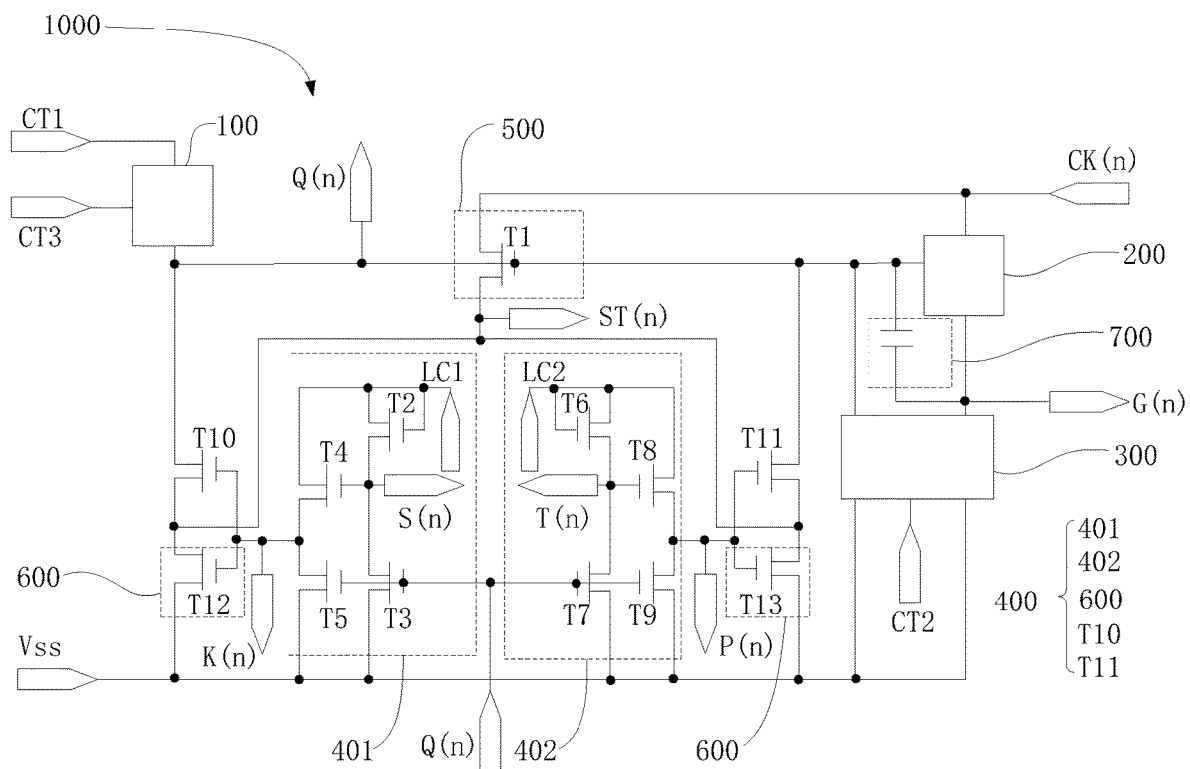 1000
CT1
100
500
Q(n)
CK(n)
CT3
T1
200
ST(n)
700
LC1
LC2
T2
T6
G(n)
T10
T4
T8
T11
300
S(n)
T(n)
401
600
402
T12
T5
T3
T7
T9
T13
400
600
CT2
T10
Vss
K(n)
P(n)
T11
401
Q(n)
402
600